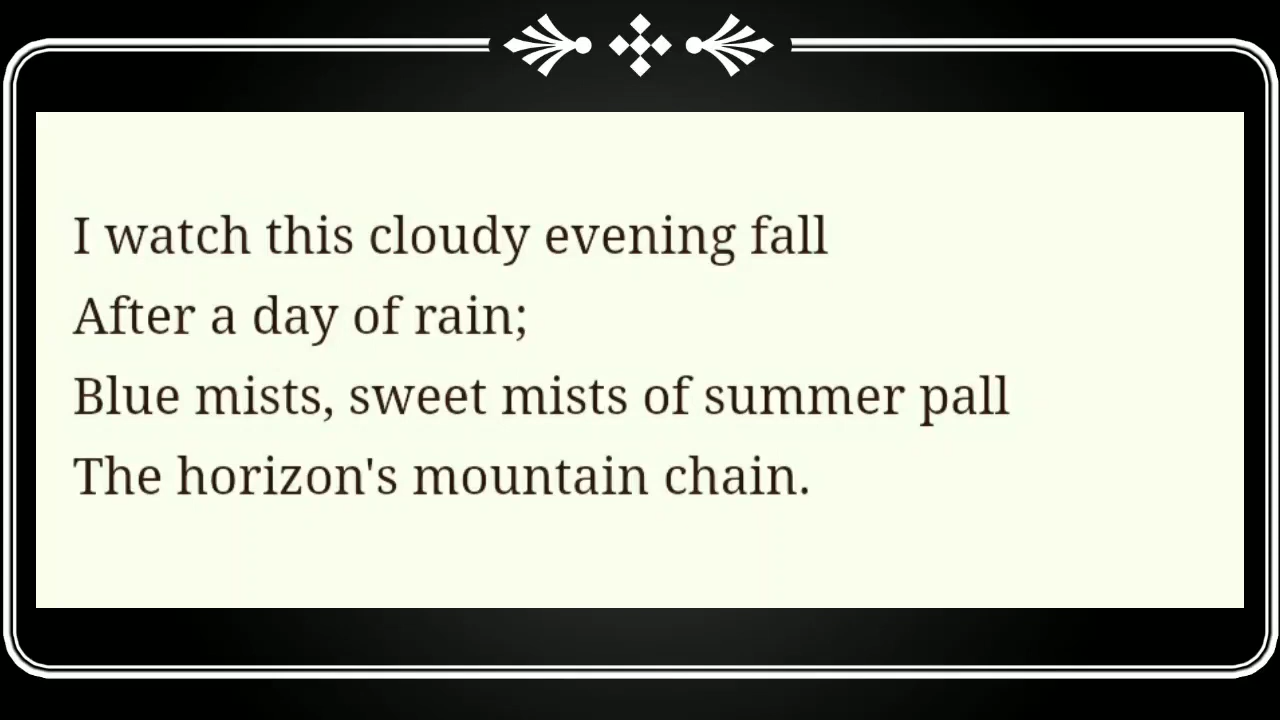 I watch this cloudy evening fall
After a day of rain;
Blue mists, sweet mists of summer pall
The horizon's mountain chain.